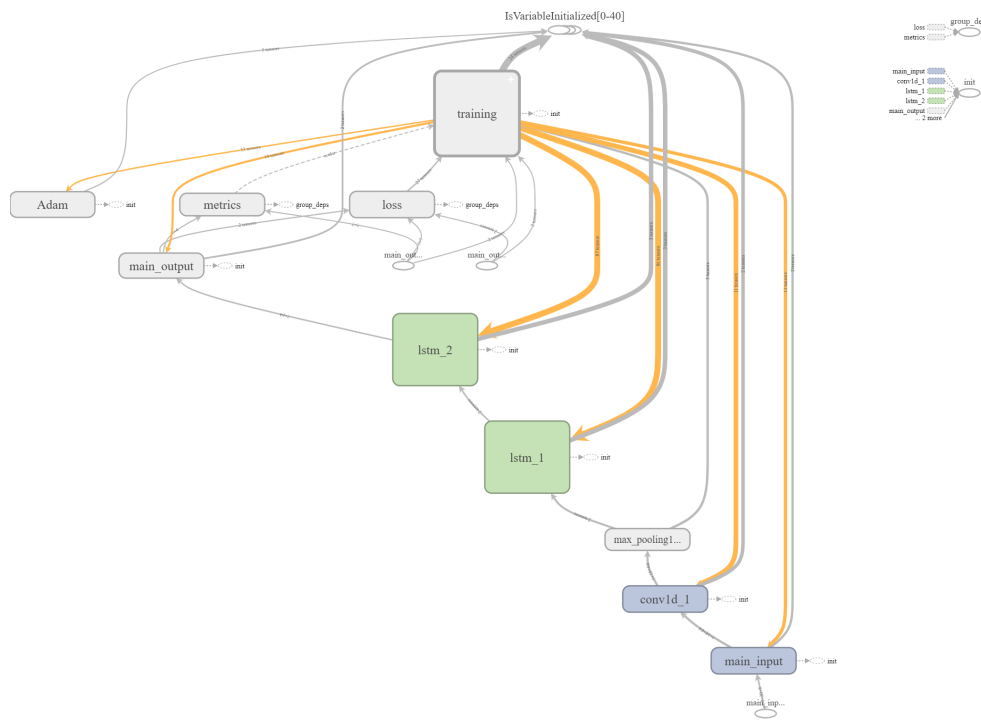 IsVariableInitialized[0-40]
loss
metrics
group_de
main_input
conv1d_1
lstm_1
lstm_2
main_output
... 2 more
init
training
init
Adam
init
metrics
group_deps
loss
group_deps
main_output
init
main_out...
main_out...
lstm_2
init
lstm_1
init
max_pooling1...
conv1d_1
init
main_input
init
main_inp...